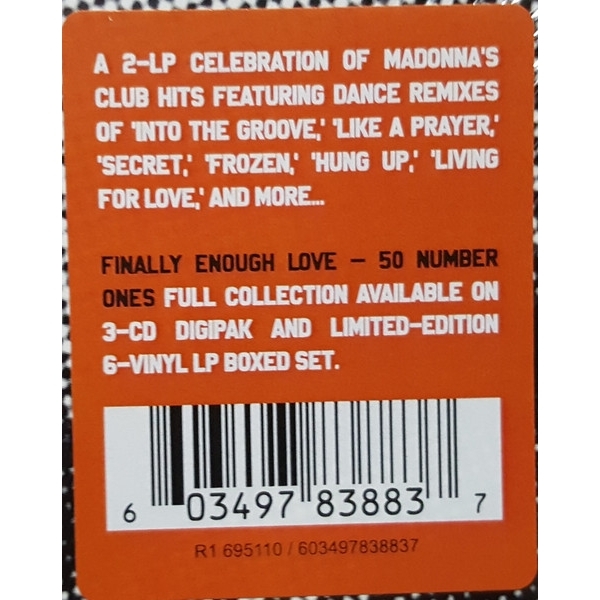 A 2-LP CELEBRATION OF MADONNA'S
CLUB HITS FEATURING DANCE REMIXES
OF 'INTO THE GROOVE,' 'LIKE A PRAYER,'
'SECRET,' 'FROZEN,' 'HUNG UP,' 'LIVING
FOR LOVE,' AND MORE...
FINALLY ENOUGH LOVE – 50 NUMBER
ONES FULL COLLECTION AVAILABLE ON
3-CD DIGIPAK AND LIMITED-EDITION
6-VINYL LP BOXED SET.
6 03497 83883 7
R1 695110 / 603497838837